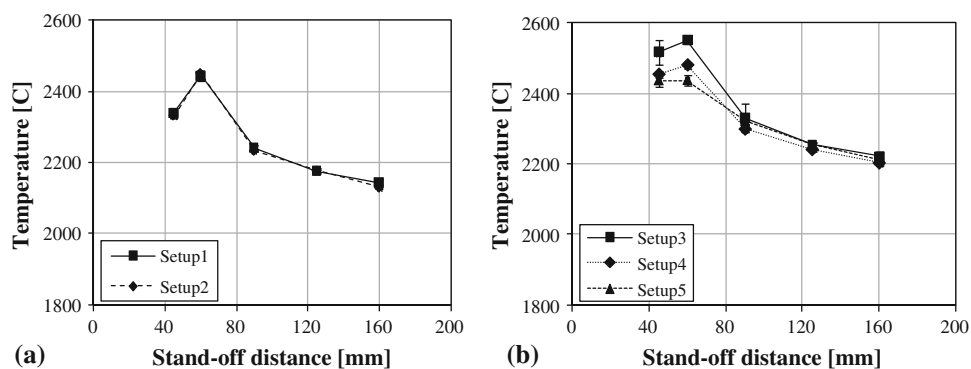 2600
2400
2200
2000
1800
Temperature [C]
Setup1
Setup2
0 40 80 120 160 200
(a) Stand-off distance [mm]
2600
2400
2200
2000
1800
Temperature [C]
Setup3
Setup4
Setup5
0 40 80 120 160 200
(b) Stand-off distance [mm]